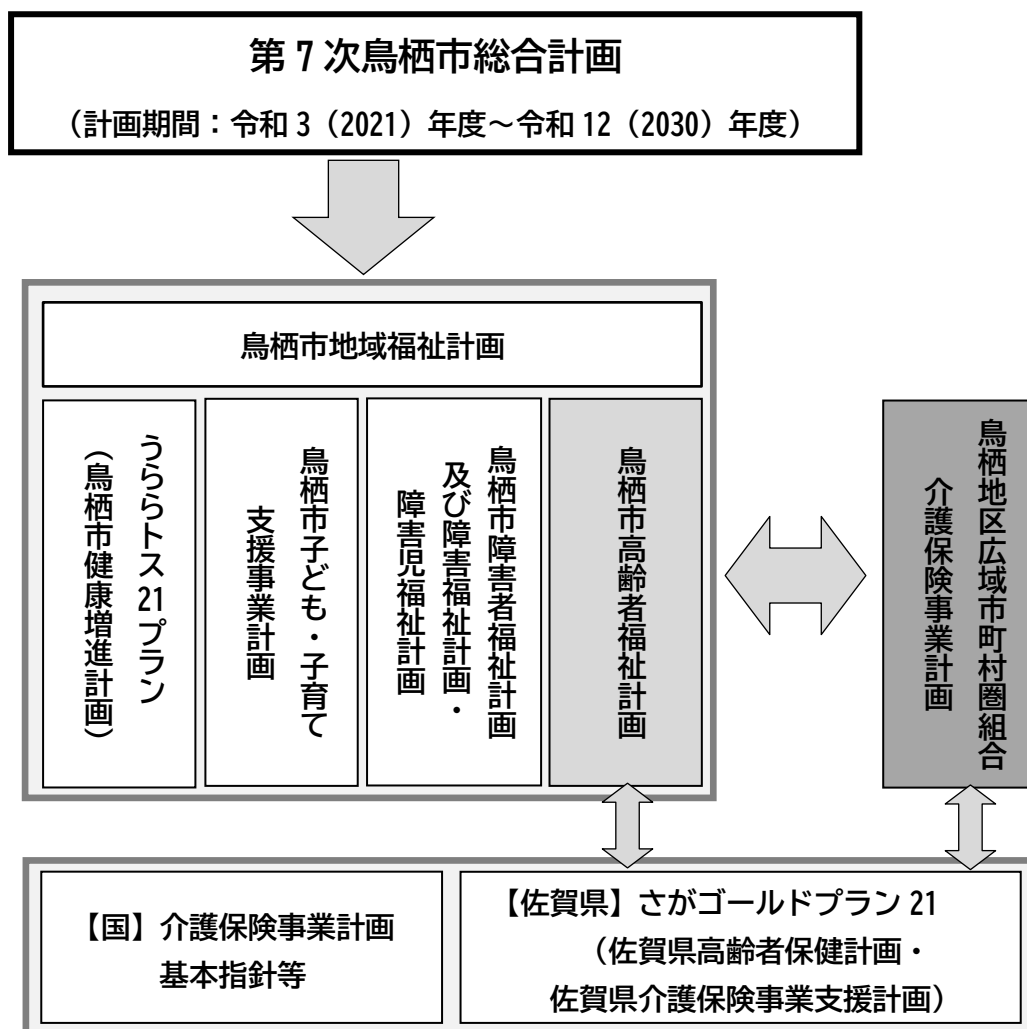 第7次鳥栖市総合計画
（計画期間：令和3（2021）年度～令和12（2030）年度）
鳥栖市地域福祉計画
うららトス21プラン
（鳥栖市健康増進計画）
鳥栖市子ども・子育て
支援事業計画
鳥栖市障害者福祉計画
及び障害福祉計画・
障害児福祉計画
鳥栖市高齢者福祉計画
鳥栖地区広域市町村圏組合
介護保険事業計画
【国】介護保険事業計画
基本指針等
【佐賀県】さがゴールドプラン21
（佐賀県高齢者保健計画・
佐賀県介護保険事業支援計画）